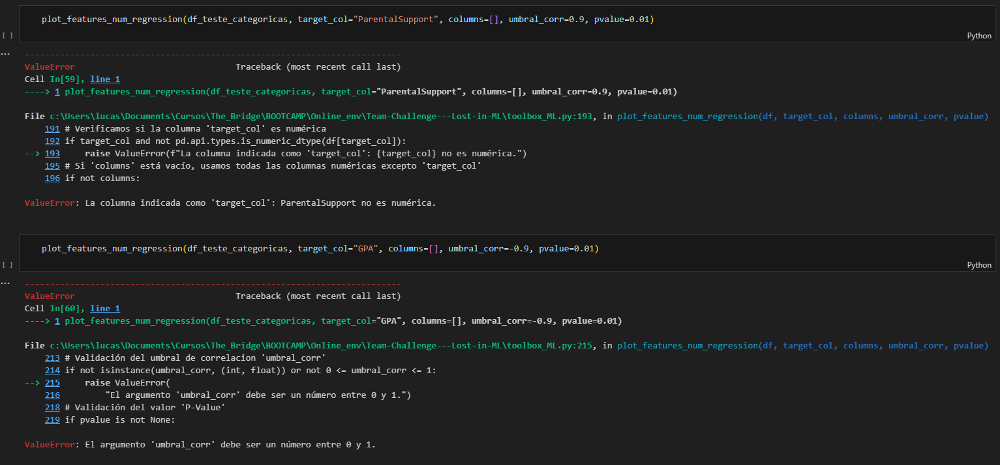 plot_features_num_regression(df_teste_categoricas, target_col="ParentalSupport", columns=[], umbral_corr=0.9, pvalue=0.01)
[ ]
Python
...
---------------------------------------------------------------------------
ValueError                                Traceback (most recent call last)
Cell In[59], line 1
----> 1 plot_features_num_regression(df_teste_categoricas, target_col="ParentalSupport", columns=[], umbral_corr=0.9, pvalue=0.01)
File c:\Users\lucas\Documents\Cursos\The_Bridge\BOOTCAMP\Online_env\Team-Challenge---Lost-in-ML\toolbox_ML.py:193, in plot_features_num_regression(df, target_col, columns, umbral_corr, pvalue)
191 # Verificamos si la columna 'target_col' es numérica
192 if target_col and not pd.api.types.is_numeric_dtype(df[target_col]):
--> 193     raise ValueError(f"La columna indicada como 'target_col': {target_col} no es numérica.")
195 # Si 'columns' está vacío, usamos todas las columnas numéricas excepto 'target_col'
196 if not columns:
ValueError: La columna indicada como 'target_col': ParentalSupport no es numérica.
plot_features_num_regression(df_teste_categoricas, target_col="GPA", columns=[], umbral_corr=-0.9, pvalue=0.01)
[ ]
Python
...
---------------------------------------------------------------------------
ValueError                                Traceback (most recent call last)
Cell In[60], line 1
----> 1 plot_features_num_regression(df_teste_categoricas, target_col="GPA", columns=[], umbral_corr=-0.9, pvalue=0.01)
File c:\Users\lucas\Documents\Cursos\The_Bridge\BOOTCAMP\Online_env\Team-Challenge---Lost-in-ML\toolbox_ML.py:215, in plot_features_num_regression(df, target_col, columns, umbral_corr, pvalue)
213 # Validación del umbral de correlacion 'umbral_corr'
214 if not isinstance(umbral_corr, (int, float)) or not 0 <= umbral_corr <= 1:
--> 215     raise ValueError(
216         "El argumento 'umbral_corr' debe ser un número entre 0 y 1.")
218 # Validación del valor 'P-Value'
219 if pvalue is not None:
ValueError: El argumento 'umbral_corr' debe ser un número entre 0 y 1.